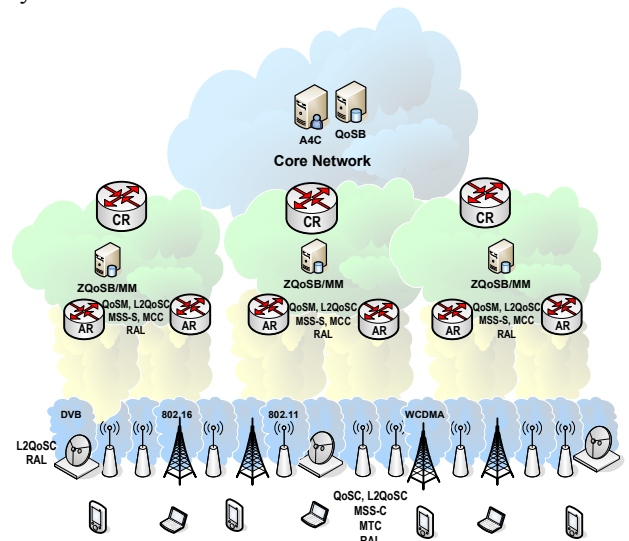 A4C
QoSB
Core Network
CR
CR
CR
ZQoSB/MM
ZQoSB/MM
ZQoSB/MM
AR
QoSM, L2QoSC
MSS-S, MCC
RAL
AR
AR
QoSM, L2QoSC
MSS-S, MCC
RAL
AR
AR
QoSM, L2QoSC
MSS-S, MCC
RAL
AR
DVB
802.16
802.11
WCDMA
L2QoSC
RAL
QoSC, L2QoSC
MSS-C
MTC
RAL